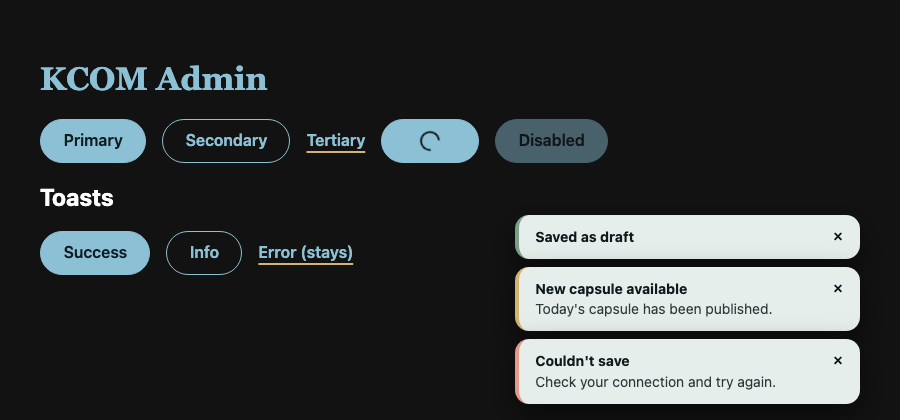 KCOM Admin
Primary
Secondary
Tertiary
Disabled
Toasts
Success
Info
Error (stays)
Saved as draft
×
New capsule available
×
Today's capsule has been published.
Couldn't save
×
Check your connection and try again.